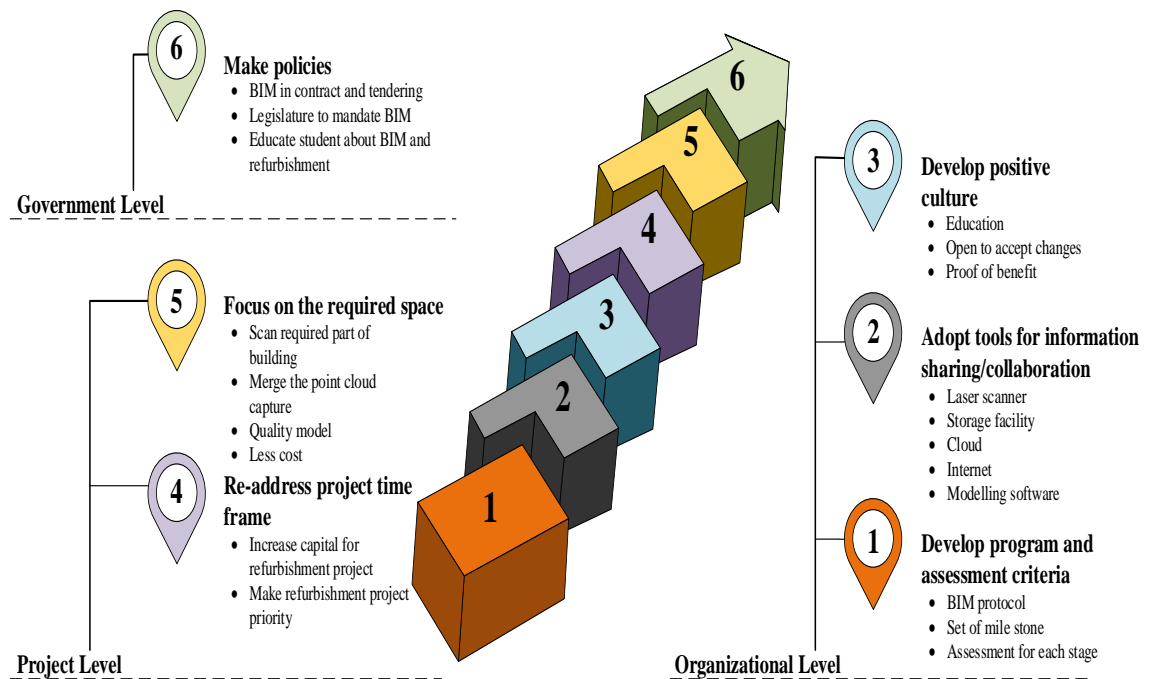 6
Make policies
• BIM in contract and tendering
• Legislature to mandate BIM
• Educate student about BIM and
refurbishment
Government Level
5
Focus on the required space
• Scan required part of
building
• Merge the point cloud
capture
• Quality model
• Less cost
4
Re-address project time
frame
• Increase capital for
refurbishment project
• Make refurbishment project
priority
Project Level
6
5
4
3
2
1
3
Develop positive
culture
• Education
• Open to accept changes
• Proof of benefit
2
Adopt tools for information
sharing/collaboration
• Laser scanner
• Storage facility
• Cloud
• Internet
• Modelling software
1
Develop program and
assessment criteria
• BIM protocol
• Set of mile stone
• Assessment for each stage
Organizational Level